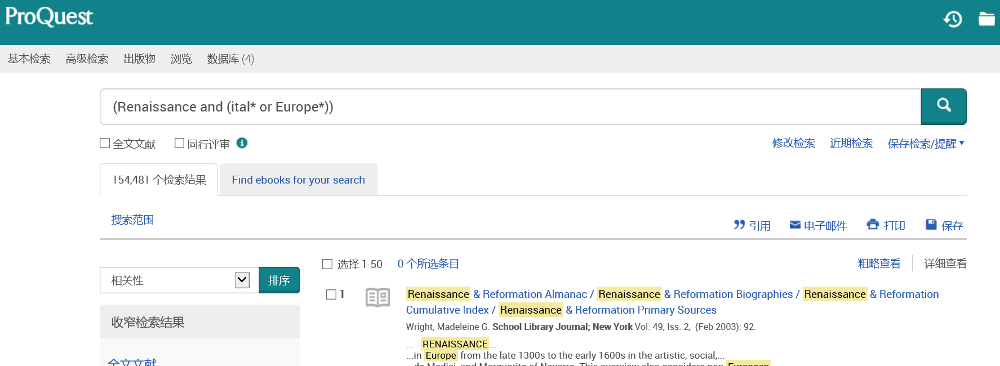 ProQuest
基本检索 高级检索 出版物 浏览 数据库 (4)
(Renaissance and (ital* or Europe*))
全文文献 同行评审
修改检索 近期检索 保存检索/提醒
154,481 个检索结果 Find ebooks for your search
搜索范围
引用 电子邮件 打印 保存
选择 1-50 0 个所选条目 粗略查看 详细查看
相关性 排序
1 Renaissance & Reformation Almanac / Renaissance & Reformation Biographies / Renaissance & Reformation
Cumulative Index / Renaissance & Reformation Primary Sources
收窄检索结果
Wright, Madeleine G. School Library Journal; New York Vol. 49, Iss. 2, (Feb 2003): 92.
... RENAISSANCE...
...in Europe from the late 1300s to the early 1600s in the artistic, social,...
全文文献
...de Medici, and Marguerite of Navarre. This overview also considers non-European